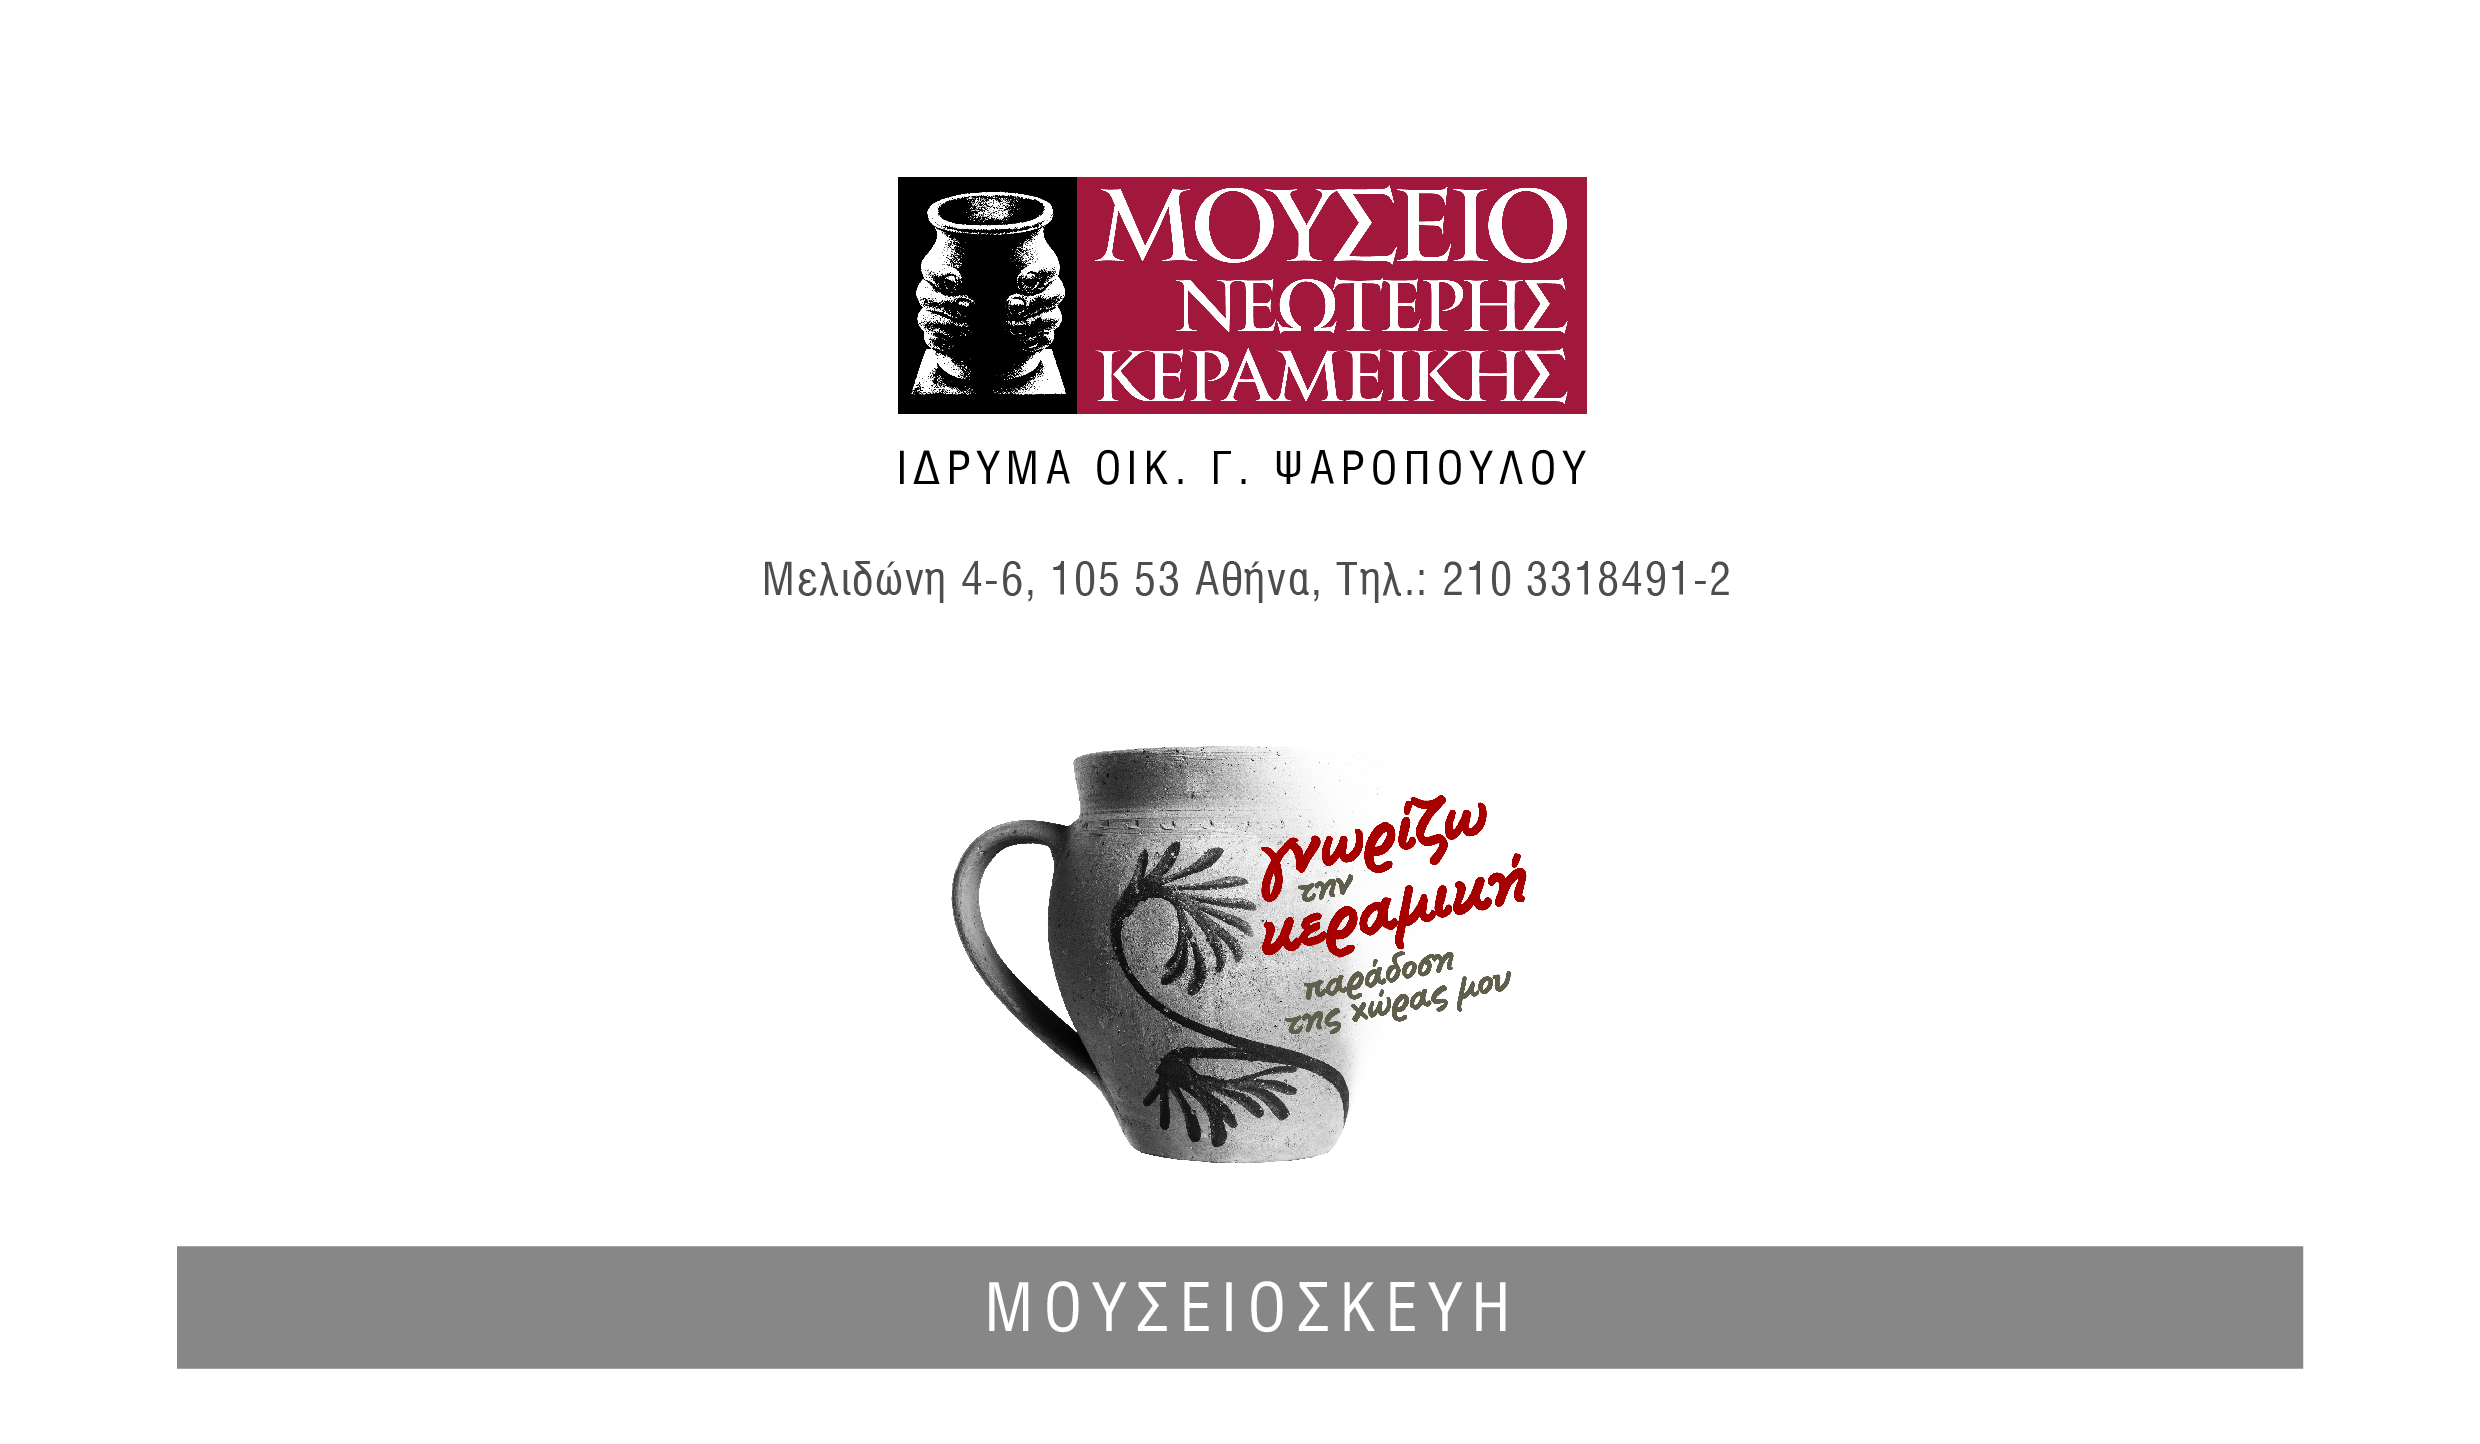 ΜΟΥΣΕΙΟ
ΝΕΩΤΕΡΗΣ
ΚΕΡΑΜΕΙΚΗΣ
ΙΔΡΥΜΑ ΟΙΚ. Γ. ΨΑΡΟΠΟΥΛΟΥ
Μελιδώνη 4-6, 105 53 Αθήνα, Τηλ.: 210 3318491-2
γνωρίζω
την
κεραμική
παράδοση
της χώρας μου
ΜΟΥΣΕΙΟΣΚΕΥΗ